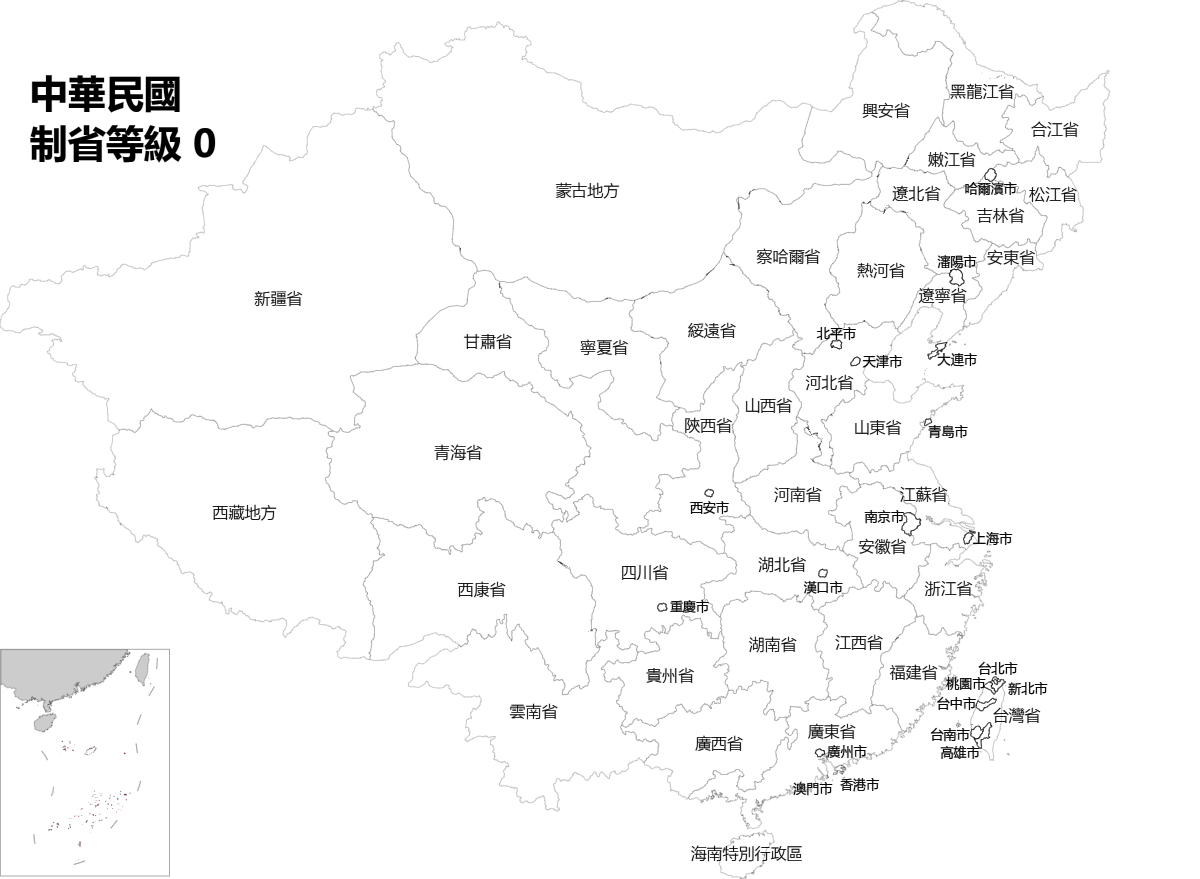 中華民國
制省等級 0
黑龍江省
興安省
合江省
嫩江省
蒙古地方
哈爾濱市
遼北省
松江省
吉林省
察哈爾省
安東省
瀋陽市
熱河省
新疆省
遼寧省
綏遠省
北平市
甘肅省
寧夏省
天津市
大連市
河北省
山西省
陝西省
山東省
青島市
青海省
河南省
江蘇省
西安市
西藏地方
南京市
上海市
安徽省
湖北省
四川省
漢口市
西康省
浙江省
重慶市
湖南省
江西省
福建省
台北市
貴州省
桃園市
新北市
台中市
雲南省
台灣省
廣東省
台南市
廣西省
廣州市
高雄市
澳門市
香港市
海南特別行政區